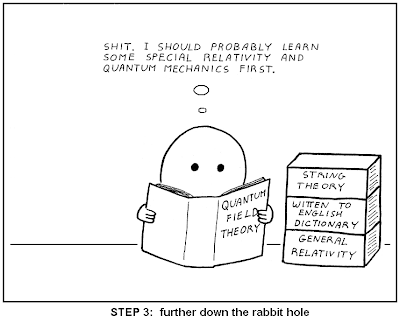 SHIT. I SHOULD PROBABLY LEARN
SOME SPECIAL RELATIVITY AND
QUANTUM MECHANICS FIRST.
QUANTUM
FIELD
THEORY
STRING
THEORY
WITTEN TO
ENGLISH
DICTIONARY
GENERAL
RELATIVITY
STEP 3: further down the rabbit hole